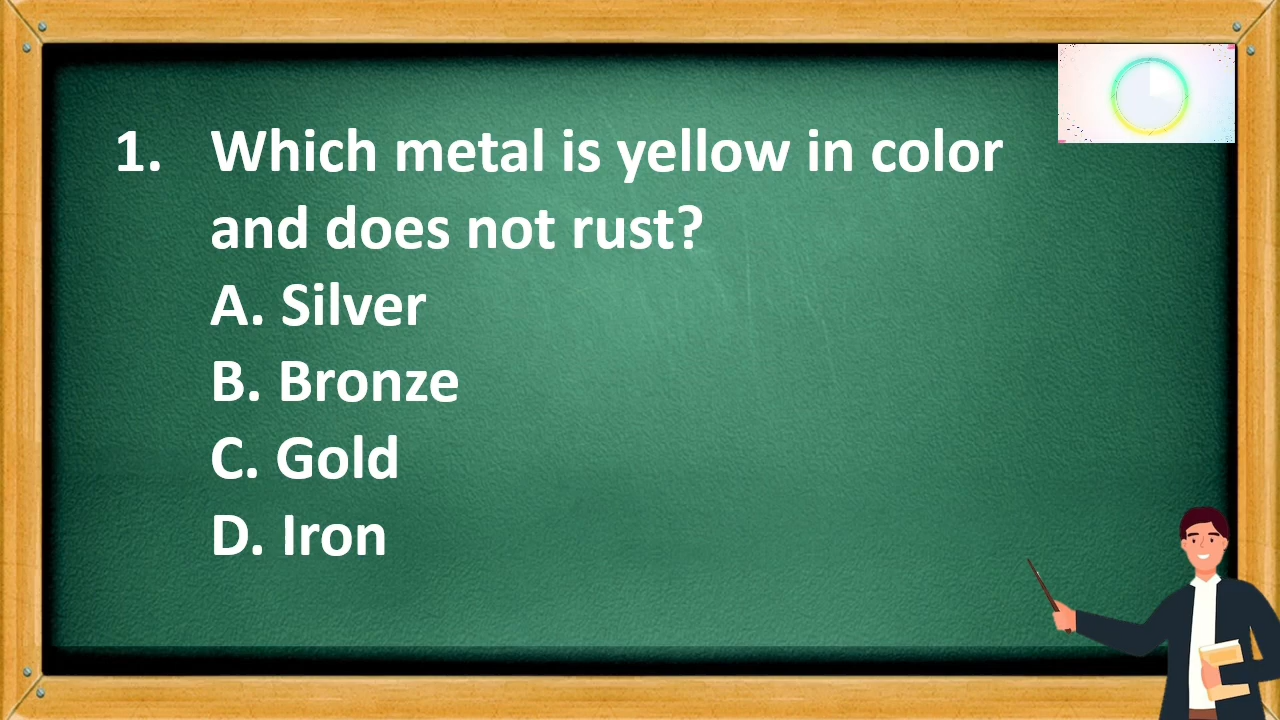 1. Which metal is yellow in color
and does not rust?
A. Silver
B. Bronze
C. Gold
D. Iron